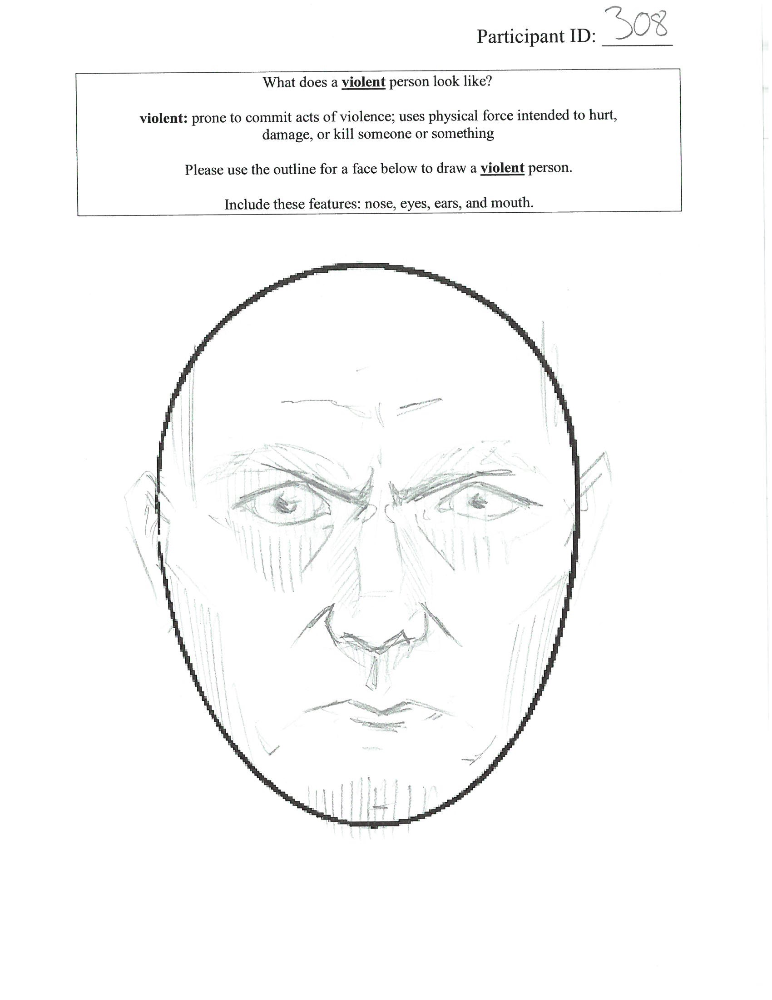 Participant ID: 308
What does a violent person look like?
violent: prone to commit acts of violence; uses physical force intended to hurt,
damage, or kill someone or something
Please use the outline for a face below to draw a violent person.
Include these features: nose, eyes, ears, and mouth.